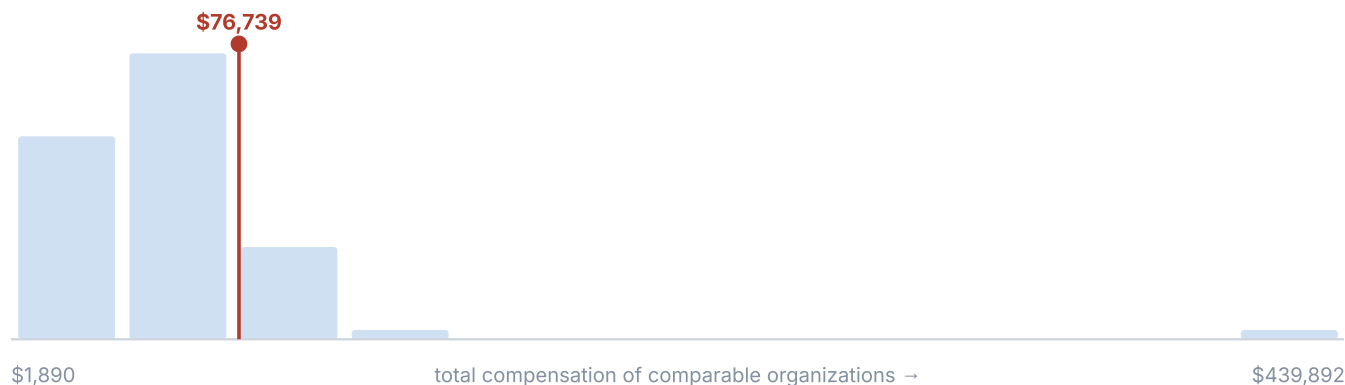 $76,739
$1,890 total compensation of comparable organizations → $439,892